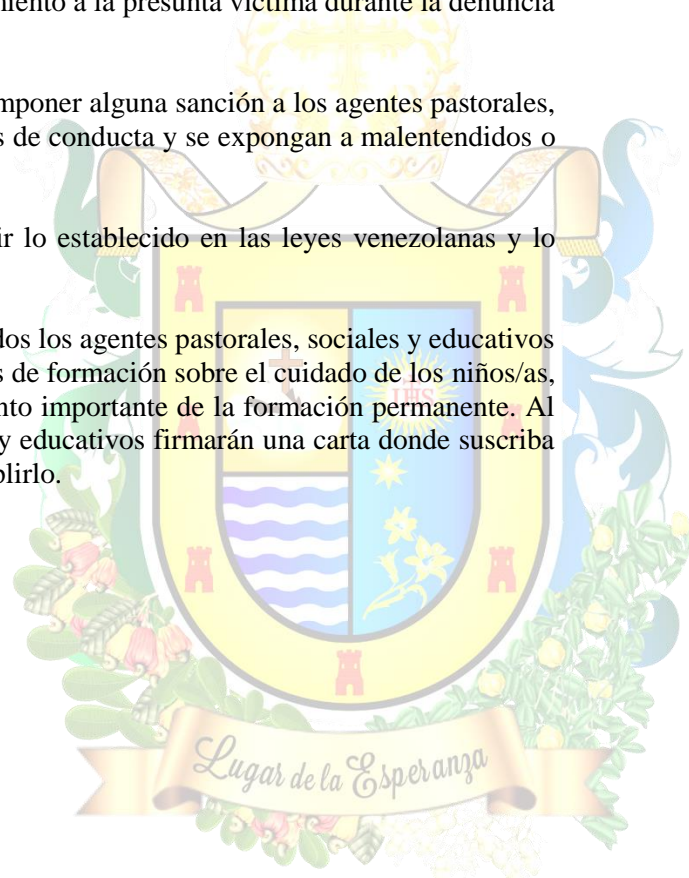 miento a la presunta víctima durante la denuncia
mponer alguna sanción a los agentes pastorales,
s de conducta y se expongan a malentendidos o
ir lo establecido en las leyes venezolanas y lo
dos los agentes pastorales, sociales y educativos
s de formación sobre el cuidado de los niños/as,
nto importante de la formación permanente. Al
y educativos firmarán una carta donde suscriba
plirlo.
IHS
Lugar de la Esperanza